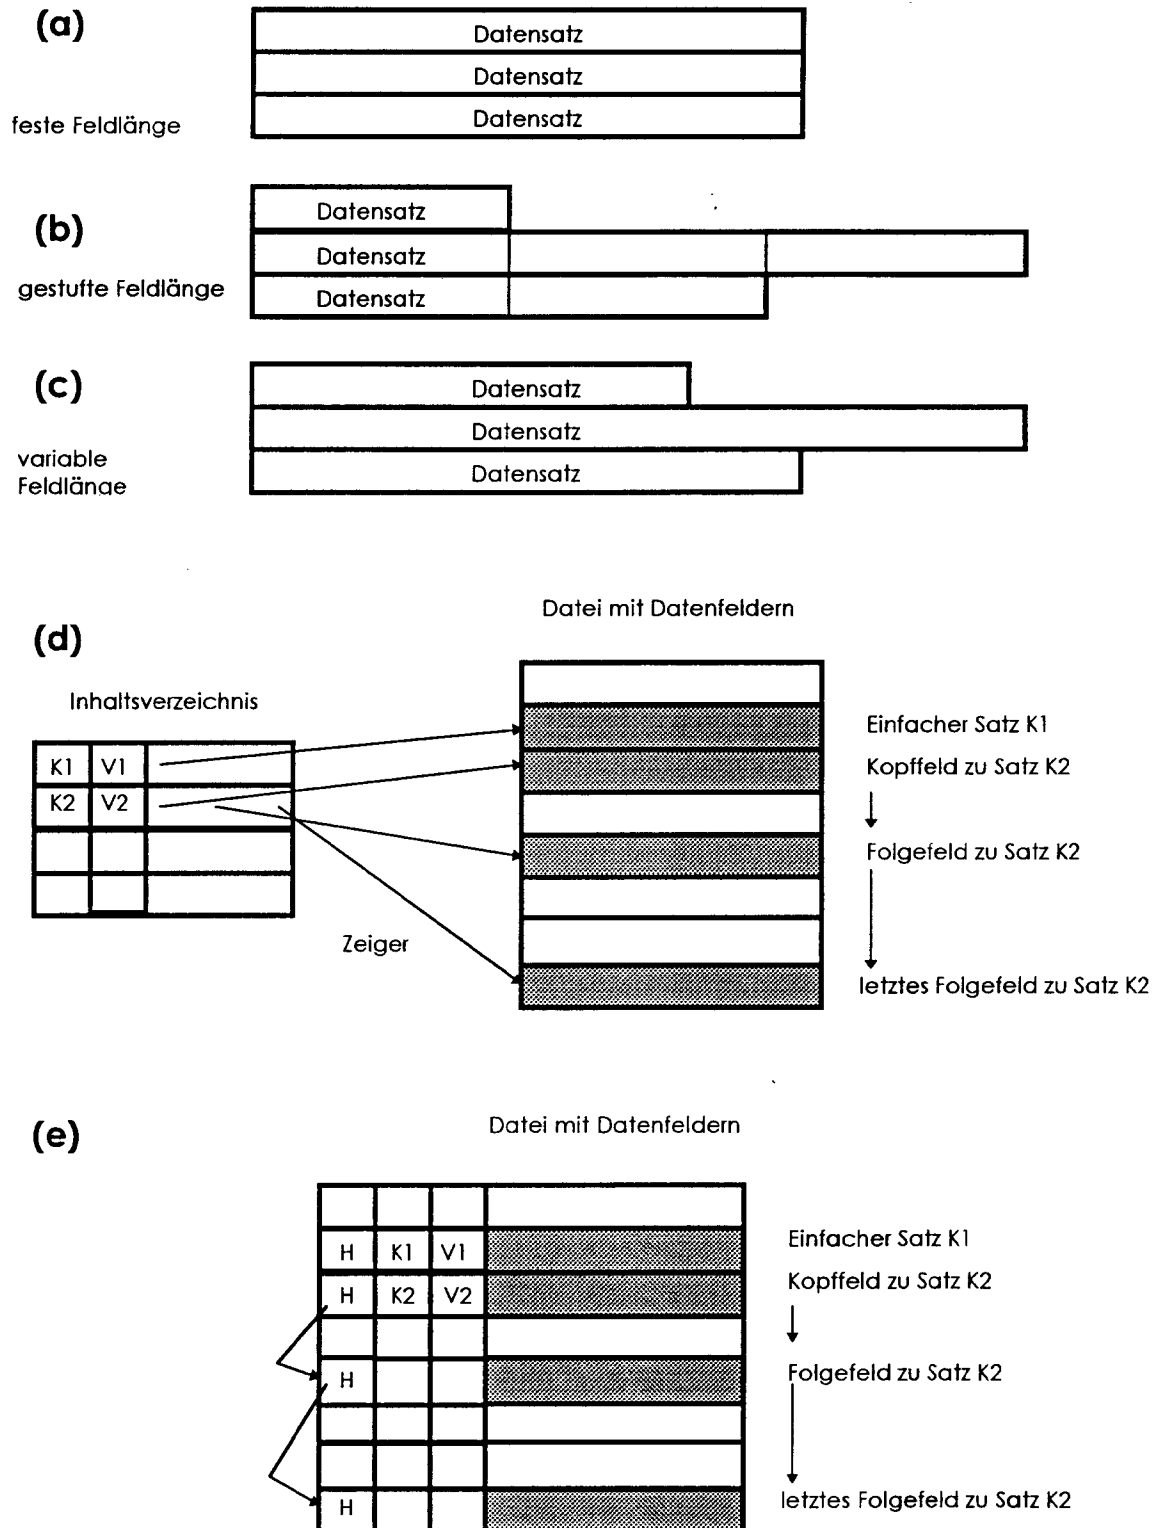 (a)
Datensatz
Datensatz
Datensatz
feste Feldlänge
(b)
Datensatz
Datensatz
Datensatz
gestufte Feldlänge
(c)
Datensatz
Datensatz
Datensatz
variable
Feldlänge
(d)
Datei mit Datenfeldern
Inhaltsverzeichnis
K1 V1
K2 V2
Zeiger
Einfacher Satz K1
Kopffeld zu Satz K2
Folgefeld zu Satz K2
letztes Folgefeld zu Satz K2
(e)
Datei mit Datenfeldern
H K1 V1
H K2 V2
H
H
Einfacher Satz K1
Kopffeld zu Satz K2
Folgefeld zu Satz K2
letztes Folgefeld zu Satz K2